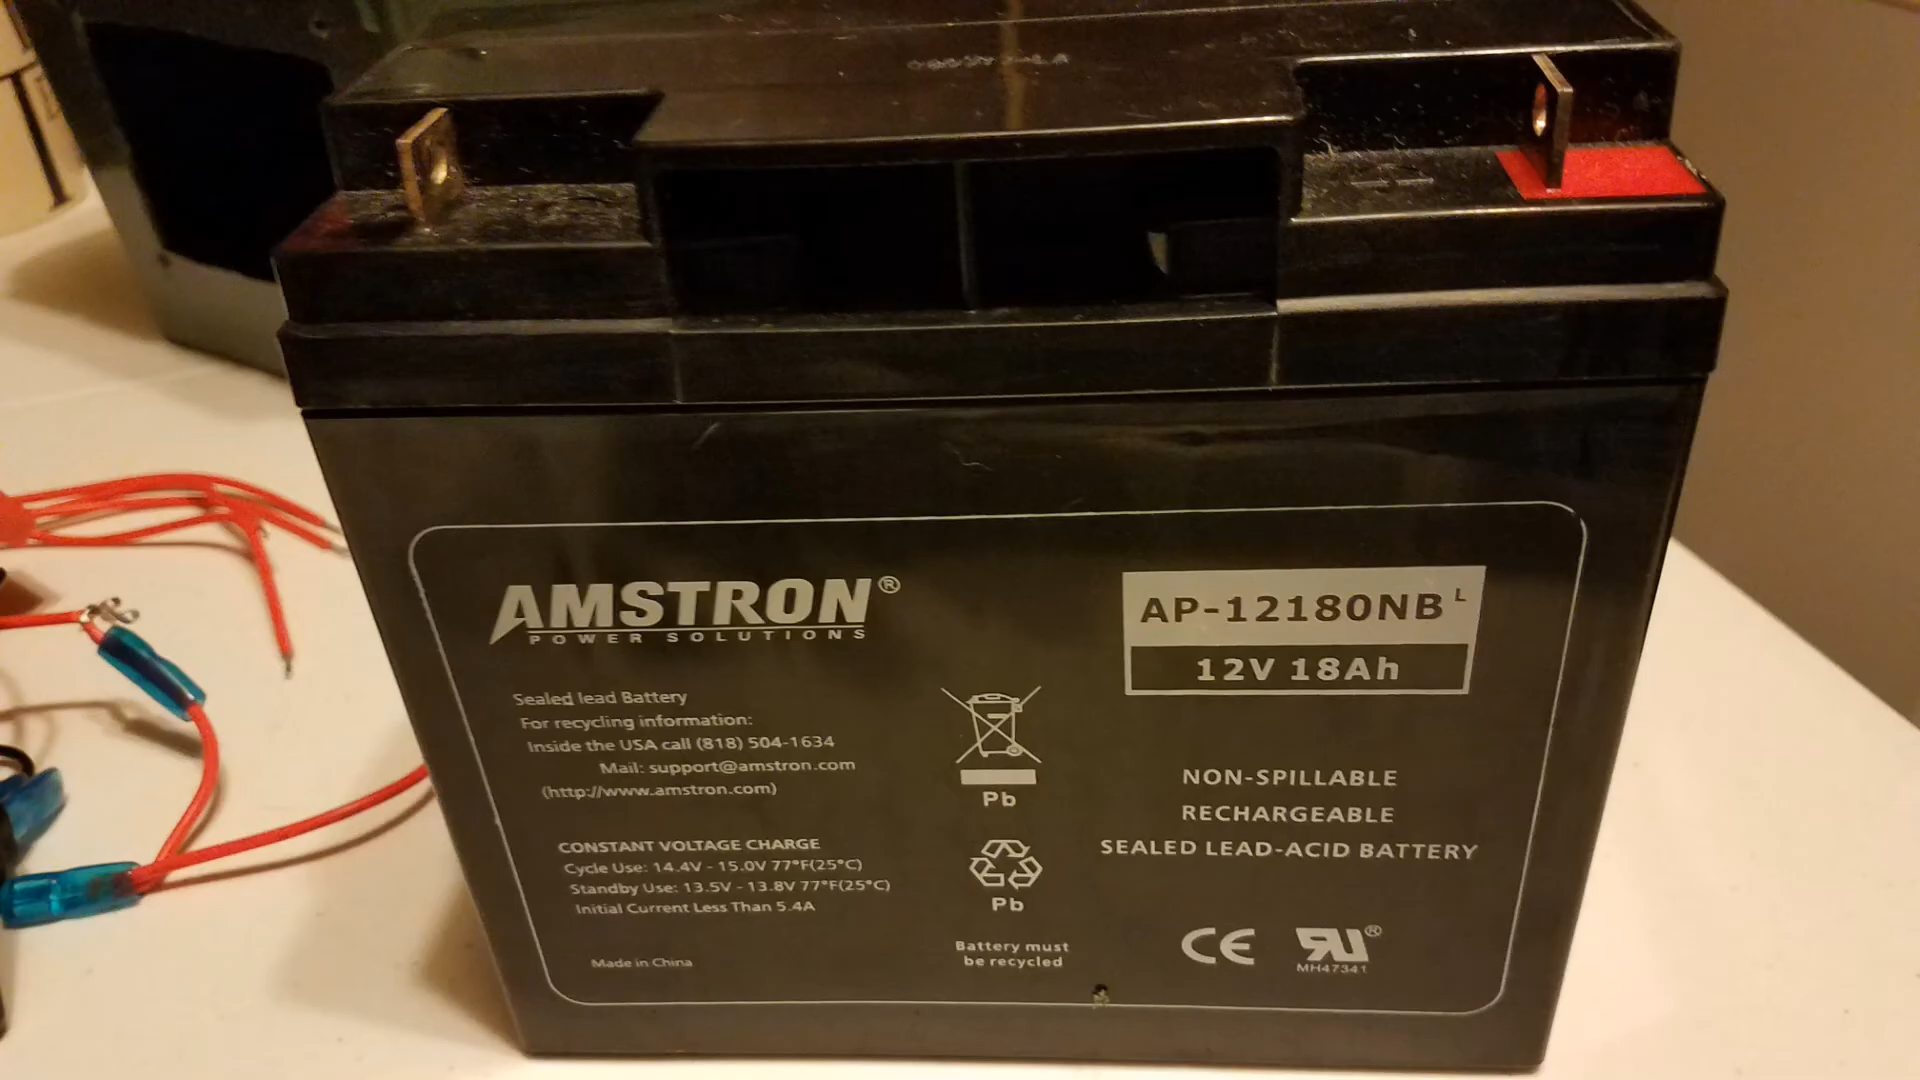 AMSTRON®
POWER SOLUTIONS
AP-12180NB L
12V 18Ah
Sealed lead Battery
For recycling information:
Inside the USA call (818) 504-1634
Mail: support@amstron.com
(http://www.amstron.com)
CONSTANT VOLTAGE CHARGE
Cycle Use: 14.4V - 15.0V 77°F(25°C)
Standby Use: 13.5V - 13.8V 77°F(25°C)
Initial Current Less Than 5.4A
Made in China
Pb
Pb
Battery must
be recycled
NON-SPILLABLE
RECHARGEABLE
SEALED LEAD-ACID BATTERY
CE RU®
MH47341